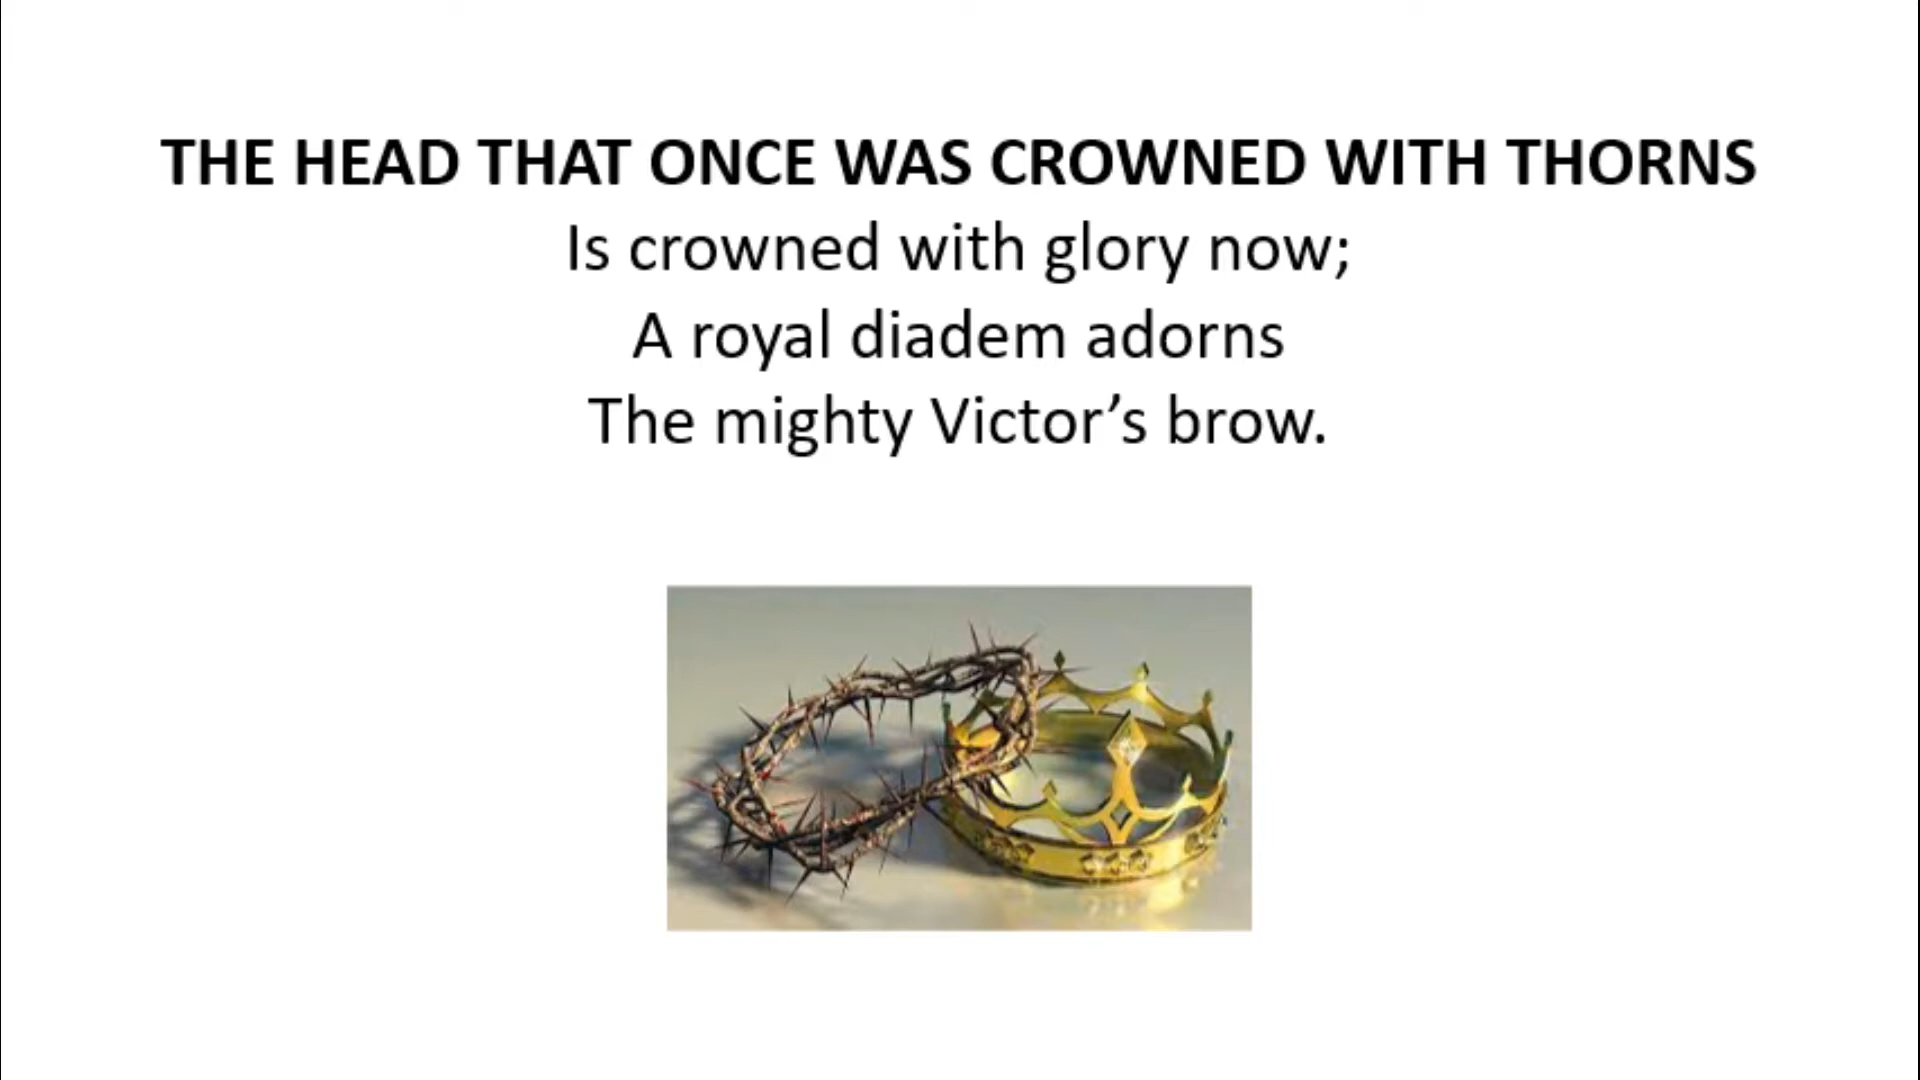 THE HEAD THAT ONCE WAS CROWNED WITH THORNS
Is crowned with glory now;
A royal diadem adorns
The mighty Victor’s brow.